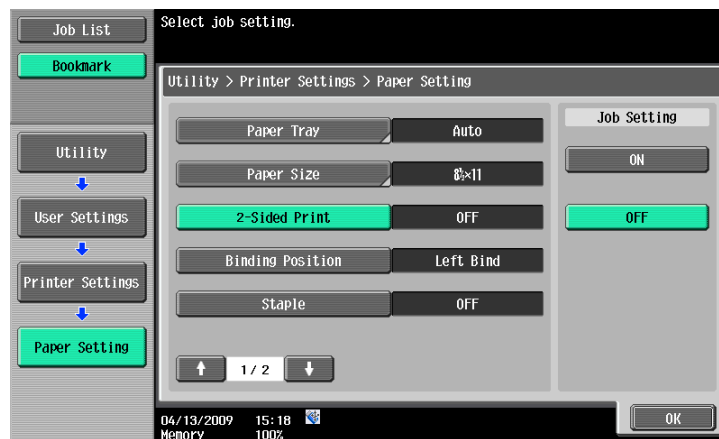 Job List
Bookmark
Select job setting.
Utility > Printer Settings > Paper Setting
Utility
User Settings
Printer Settings
Paper Setting
Paper Tray Auto
Paper Size 8½×11
2-Sided Print OFF
Binding Position Left Bind
Staple OFF
1/2
Job Setting
ON
OFF
04/13/2009 15:18
Memory 100%
OK